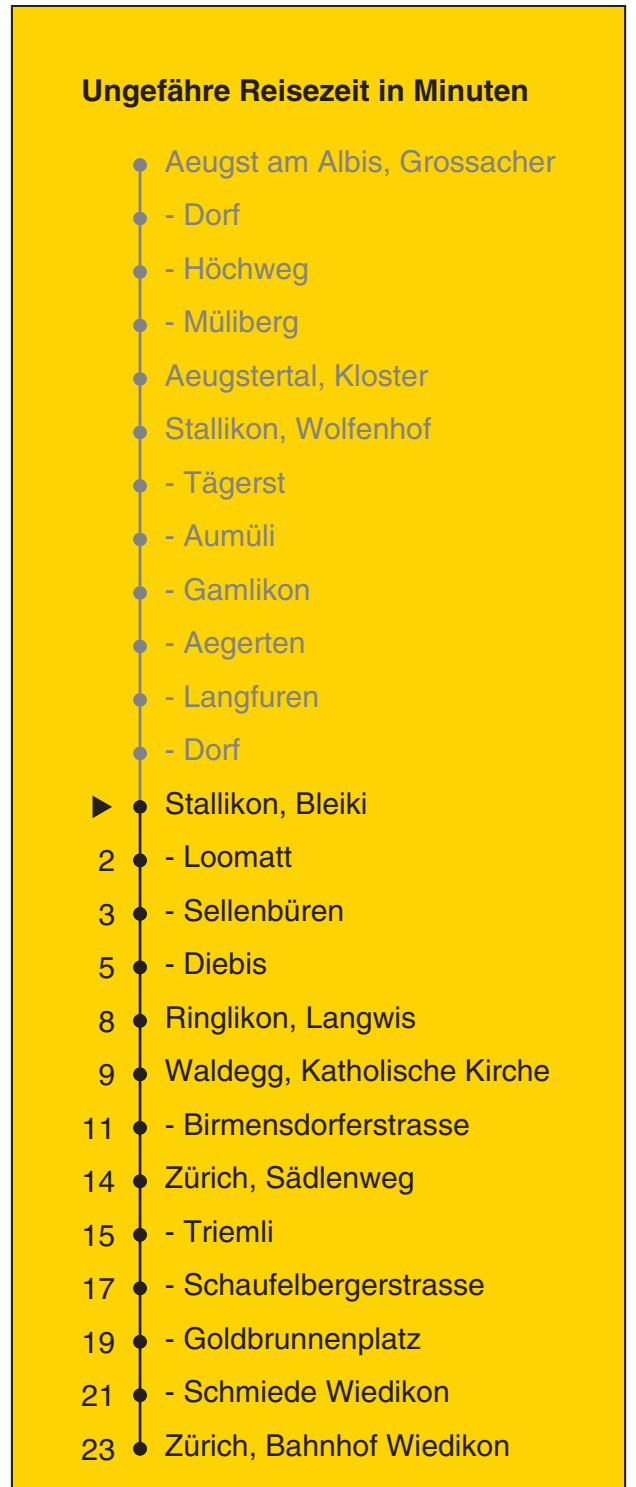 Ungefähre Reisezeit in Minuten
Aeugst am Albis, Grossacher
- Dorf
- Höchweg
- Müliberg
Aeugstertal, Kloster
Stallikon, Wolfenhof
- Tägerst
- Aumüli
- Gamlikon
- Aegerten
- Langfuren
- Dorf
Stallikon, Bleiki
2 - Loomatt
3 - Sellenbüren
5 - Diebis
8 Ringlikon, Langwis
9 Waldegg, Katholische Kirche
11 - Birmensdorferstrasse
14 Zürich, Sädlenweg
15 - Triemli
17 - Schaufelbergerstrasse
19 - Goldbrunnenplatz
21 - Schmiede Wiedikon
23 Zürich, Bahnhof Wiedikon